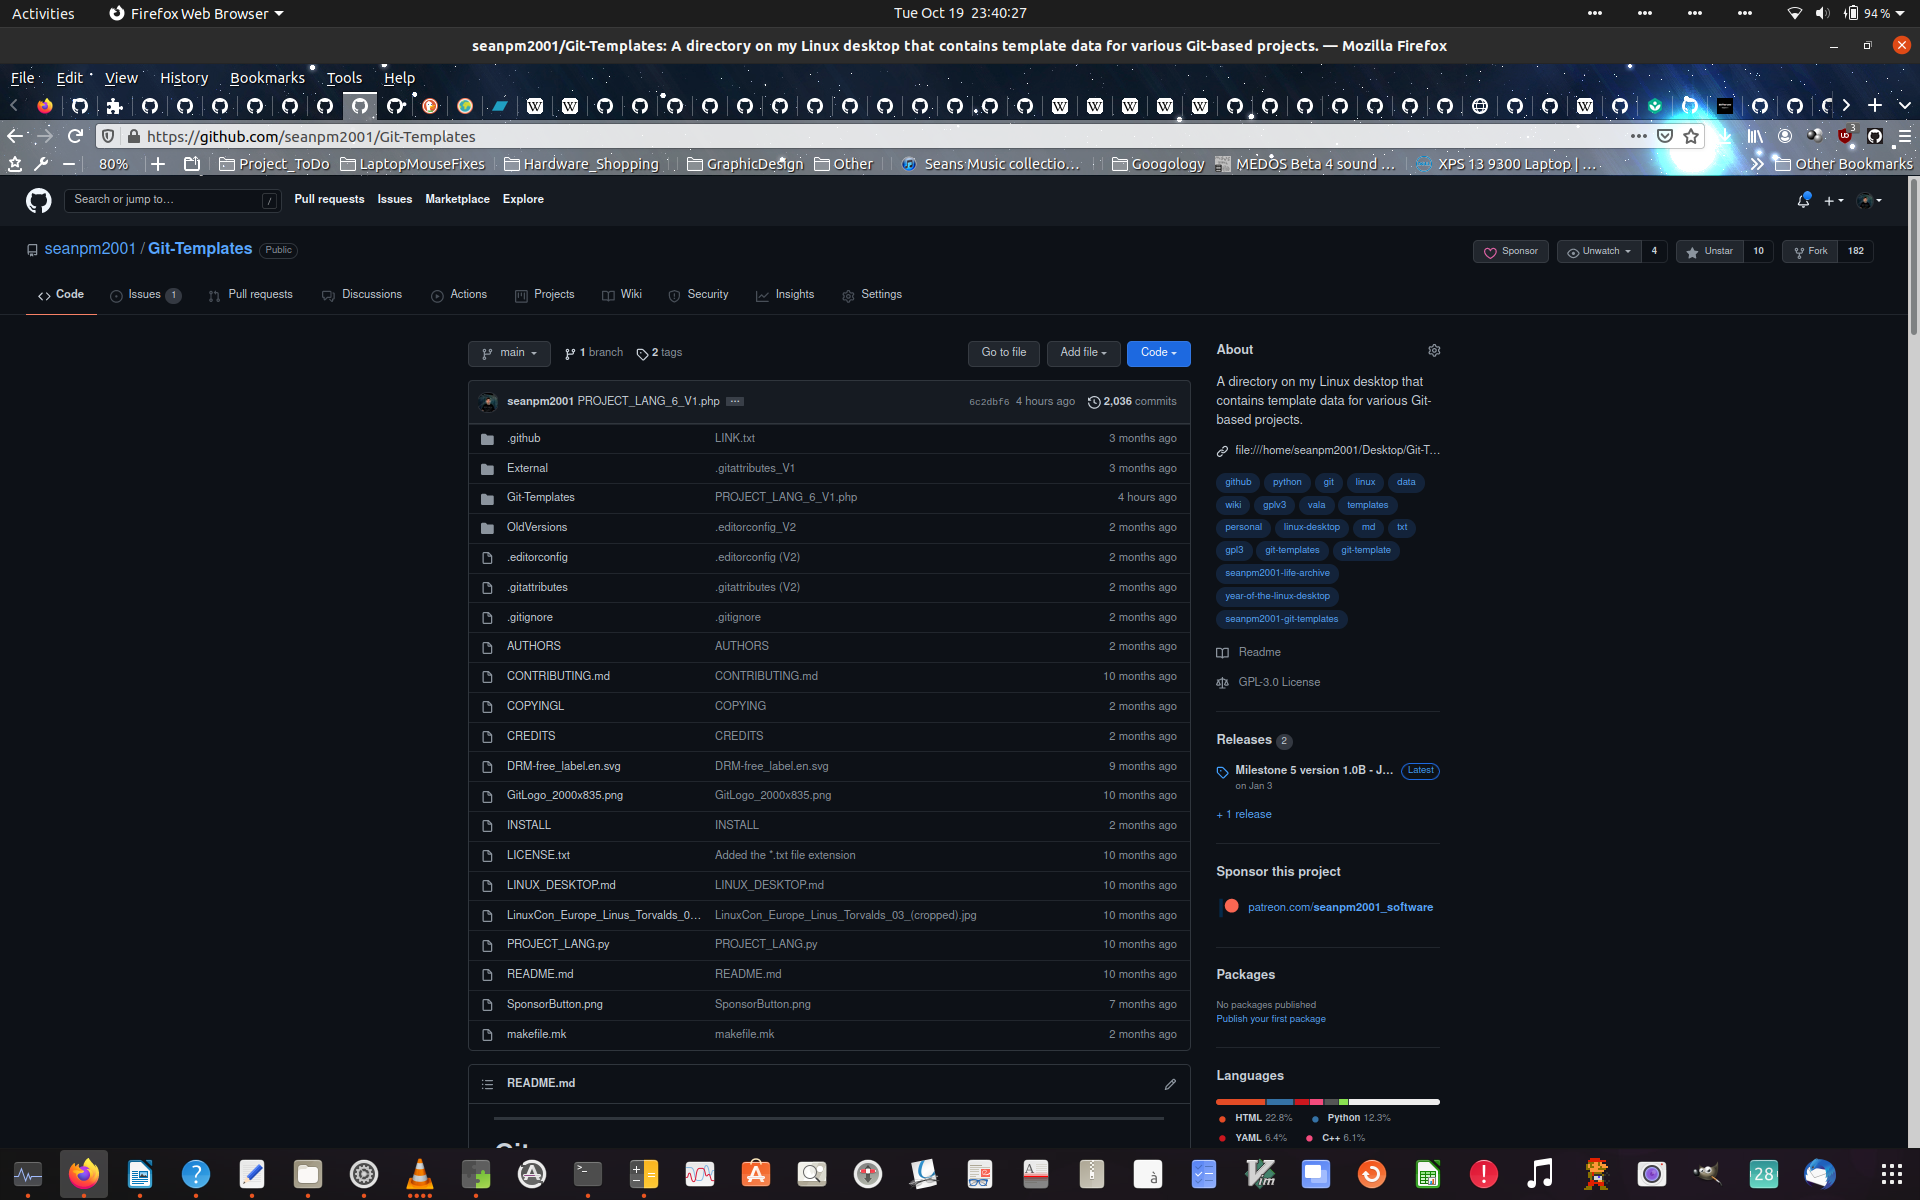 Activities Firefox Web Browser Tue Oct 19 23:40:27 94 %
seanpm2001/Git-Templates: A directory on my Linux desktop that contains template data for various Git-based projects. — Mozilla Firefox
File Edit View History Bookmarks Tools Help
https://github.com/seanpm2001/Git-Templates 3
80% Project_ToDo LaptopMouseFixes Hardware_Shopping GraphicDesign Other Seans Music collectio... Googology MEDOS Beta 4 sound ... XPS 13 9300 Laptop | ... Other Bookmarks
Search or jump to... / Pull requests Issues Marketplace Explore
seanpm2001 / Git-Templates Public Sponsor Unwatch 4 Unstar 10 Fork 182
Code Issues 1 Pull requests Discussions Actions Projects Wiki Security Insights Settings
main 1 branch 2 tags Go to file Add file Code
seanpm2001 PROJECT_LANG_6_V1.php ... 6c2dbf6 4 hours ago 2,036 commits
.github LINK.txt 3 months ago
External .gitattributes_V1 3 months ago
Git-Templates PROJECT_LANG_6_V1.php 4 hours ago
OldVersions .editorconfig_V2 2 months ago
.editorconfig .editorconfig (V2) 2 months ago
.gitattributes .gitattributes (V2) 2 months ago
.gitignore .gitignore 2 months ago
AUTHORS AUTHORS 2 months ago
CONTRIBUTING.md CONTRIBUTING.md 10 months ago
COPYINGL COPYING 2 months ago
CREDITS CREDITS 2 months ago
DRM-free_label.en.svg DRM-free_label.en.svg 9 months ago
GitLogo_2000x835.png GitLogo_2000x835.png 10 months ago
INSTALL INSTALL 2 months ago
LICENSE.txt Added the *.txt file extension 10 months ago
LINUX_DESKTOP.md LINUX_DESKTOP.md 10 months ago
LinuxCon_Europe_Linus_Torvalds_0... LinuxCon_Europe_Linus_Torvalds_03_(cropped).jpg 10 months ago
PROJECT_LANG.py PROJECT_LANG.py 10 months ago
README.md README.md 10 months ago
SponsorButton.png SponsorButton.png 7 months ago
makefile.mk makefile.mk 2 months ago
README.md
About
A directory on my Linux desktop that
contains template data for various Git-
based projects.
file:///home/seanpm2001/Desktop/Git-T...
github python git linux data
wiki gplv3 vala templates
personal linux-desktop md txt
gpl3 git-templates git-template
seanpm2001-life-archive
year-of-the-linux-desktop
seanpm2001-git-templates
Readme
GPL-3.0 License
Releases 2
Milestone 5 version 1.0B - J... Latest
on Jan 3
+ 1 release
Sponsor this project
patreon.com/seanpm2001_software
Packages
No packages published
Publish your first package
Languages
HTML 22.8% Python 12.3%
YAML 6.4% C++ 6.1%
28